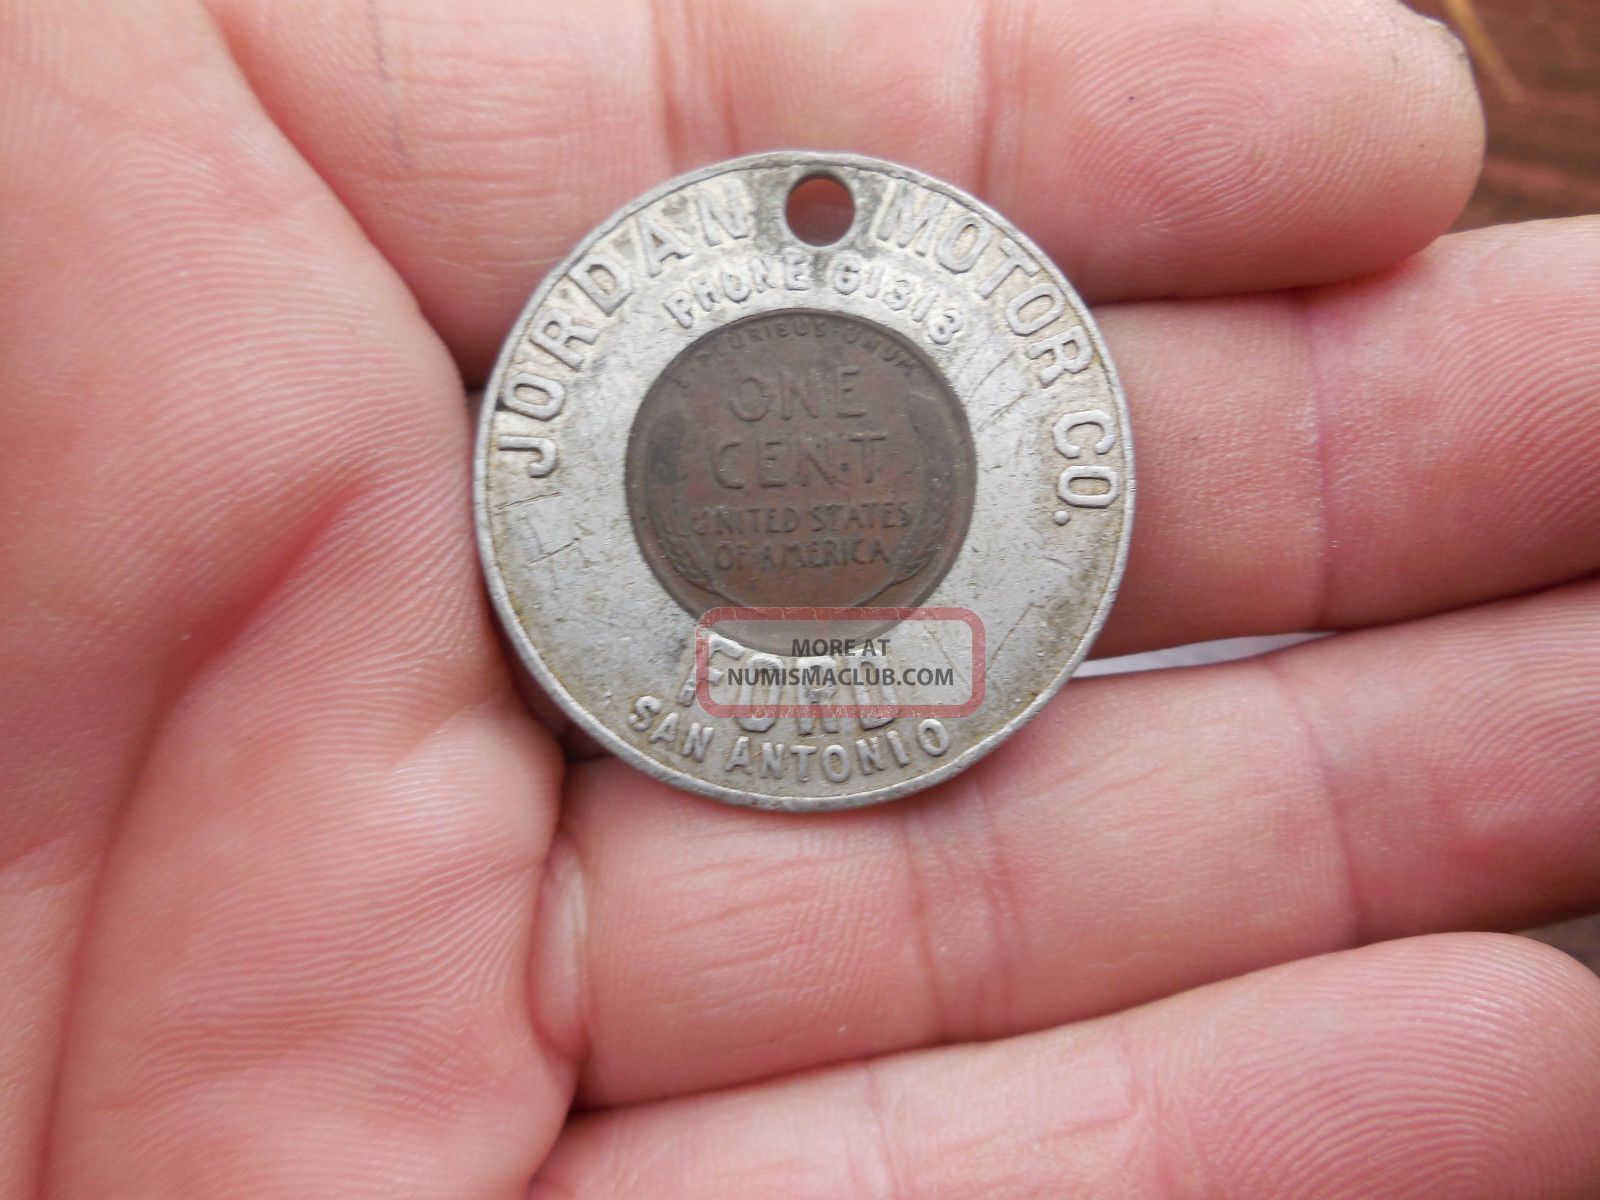 JORDAN MOTOR CO.
PHONE G1313
E PLURIBUS UNUM
ONE
CENT
UNITED STATES
OF AMERICA
FORD
SAN ANTONIO
MORE AT
NUMISMACLUB.COM